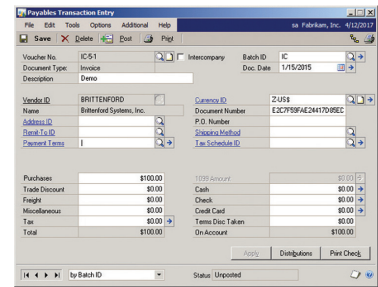 Payables Transaction Entry
File Edit Tools Options Additional Help sa Fabrikam, Inc. 4/12/2017
Save Delete Post Print
Voucher No. IC-5-1 Intercompany Batch ID IC
Document Type: Invoice Doc. Date 1/15/2015
Description Demo
Vendor ID BRITTENFORD Currency ID Z-US$
Name Brittenford Systems, Inc. Document Number E2C7F59FAE24417D85EC
Address ID P.O. Number
Remit-To ID Shipping Method
Payment Terms Tax Schedule ID
Purchases $100.00 1099 Amount $0.00
Trade Discount $0.00 Cash $0.00
Freight $0.00 Check $0.00
Miscellaneous $0.00 Credit Card $0.00
Tax $0.00 Terms Disc Taken $0.00
Total $100.00 On Account $100.00
Apply Distributions Print Check
by Batch ID Status Unposted